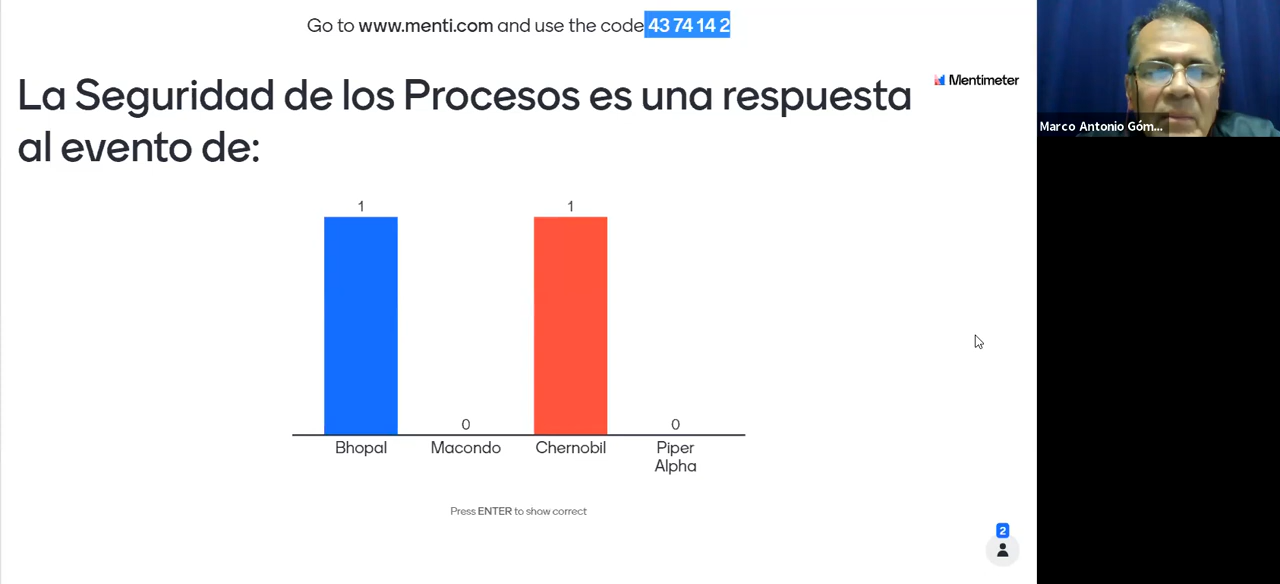 Go to www.menti.com and use the code 43 74 14 2
La Seguridad de los Procesos es una respuesta
al evento de:
Mentimeter
Marco Antonio Góm...
1
0
1
0
Bhopal
Macondo
Chernobil
Piper
Alpha
Press ENTER to show correct
2